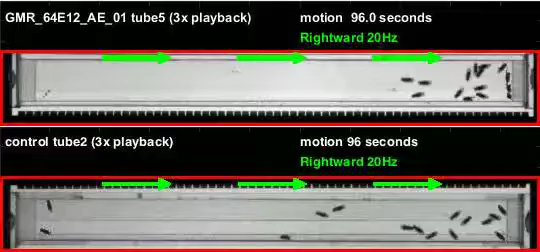 GMR_64E12_AE_01 tube5 (3x playback) motion 96.0 seconds
Rightward 20Hz
control tube2 (3x playback) motion 96 seconds
Rightward 20Hz